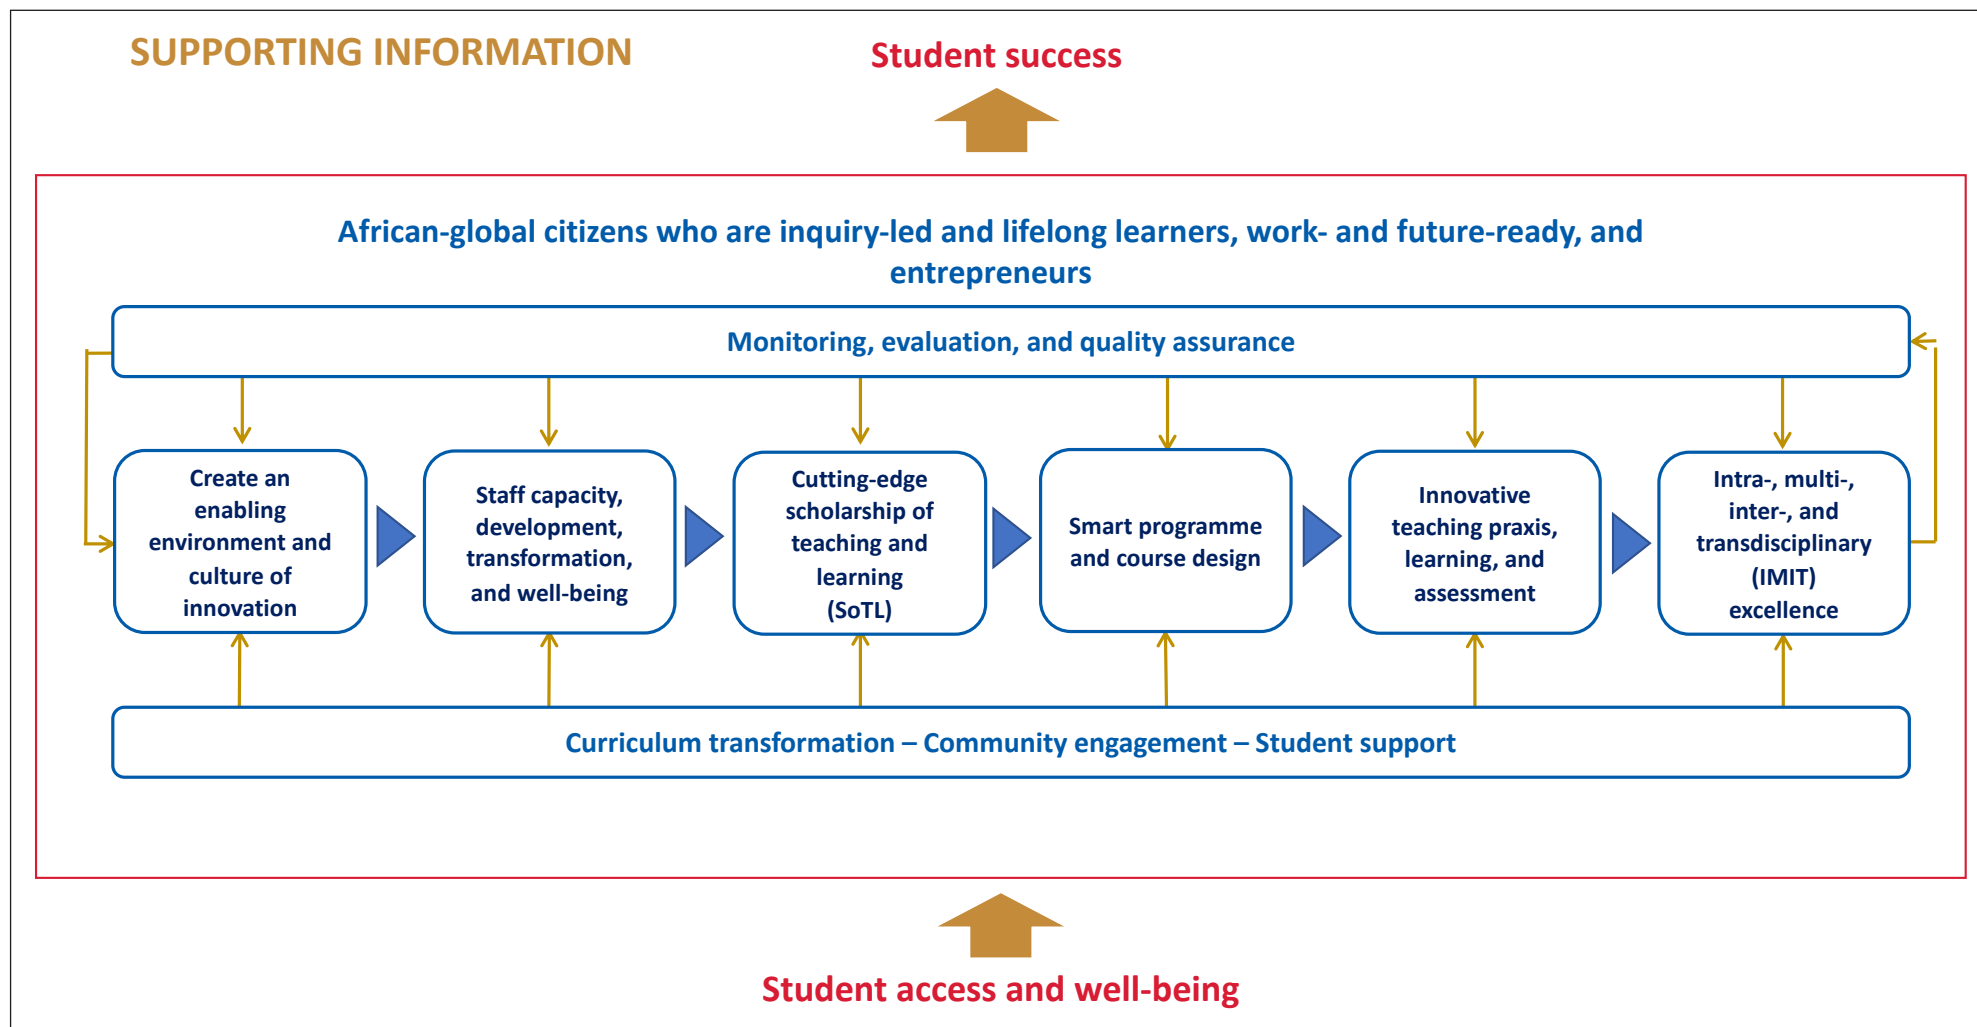 SUPPORTING INFORMATION
Student success
African-global citizens who are inquiry-led and lifelong learners, work- and future-ready, and
entrepreneurs
Monitoring, evaluation, and quality assurance
Create an
enabling
environment and
culture of
innovation
Staff capacity,
development,
transformation,
and well-being
Cutting-edge
scholarship of
teaching and
learning
(SoTL)
Smart programme
and course design
Innovative
teaching praxis,
learning, and
assessment
Intra-, multi-,
inter-, and
transdisciplinary
(IMIT)
excellence
Curriculum transformation – Community engagement – Student support
Student access and well-being